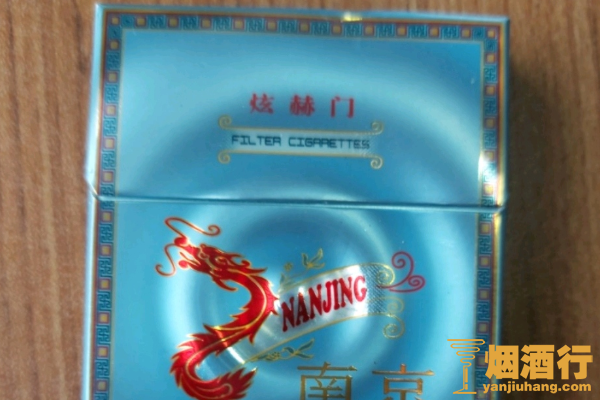 炫赫门
FILTER CIGARETTES
NANJING
南京
烟酒行
yanjiuhang.com